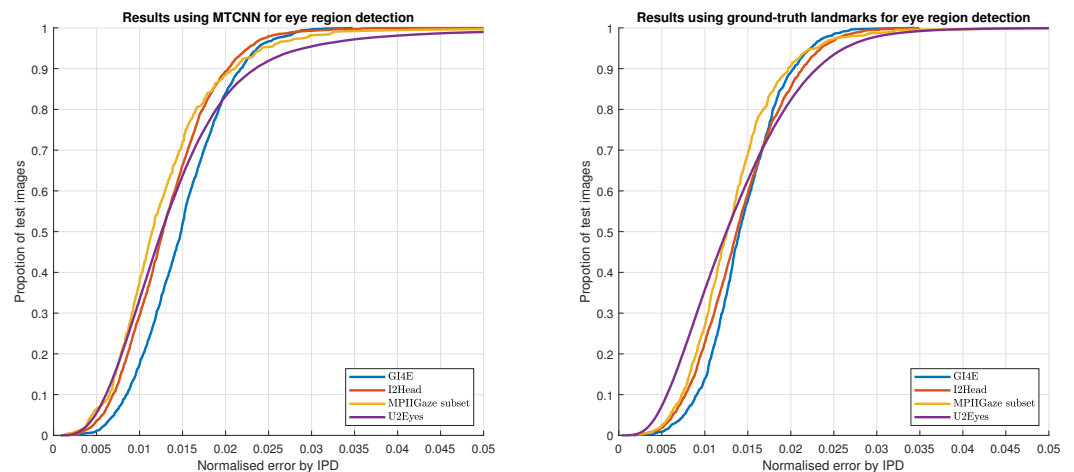 Results using MTCNN for eye region detection
Propotion of test images
1
0.9
0.8
0.7
0.6
0.5
0.4
0.3
0.2
0.1
0
0 0.005 0.01 0.015 0.02 0.025 0.03 0.035 0.04 0.045 0.05
Normalised error by IPD
GI4E
I2Head
MPIIGaze subset
U2Eyes
Results using ground-truth landmarks for eye region detection
Propotion of test images
1
0.9
0.8
0.7
0.6
0.5
0.4
0.3
0.2
0.1
0
0 0.005 0.01 0.015 0.02 0.025 0.03 0.035 0.04 0.045 0.05
Normalised error by IPD
GI4E
I2Head
MPIIGaze subset
U2Eyes